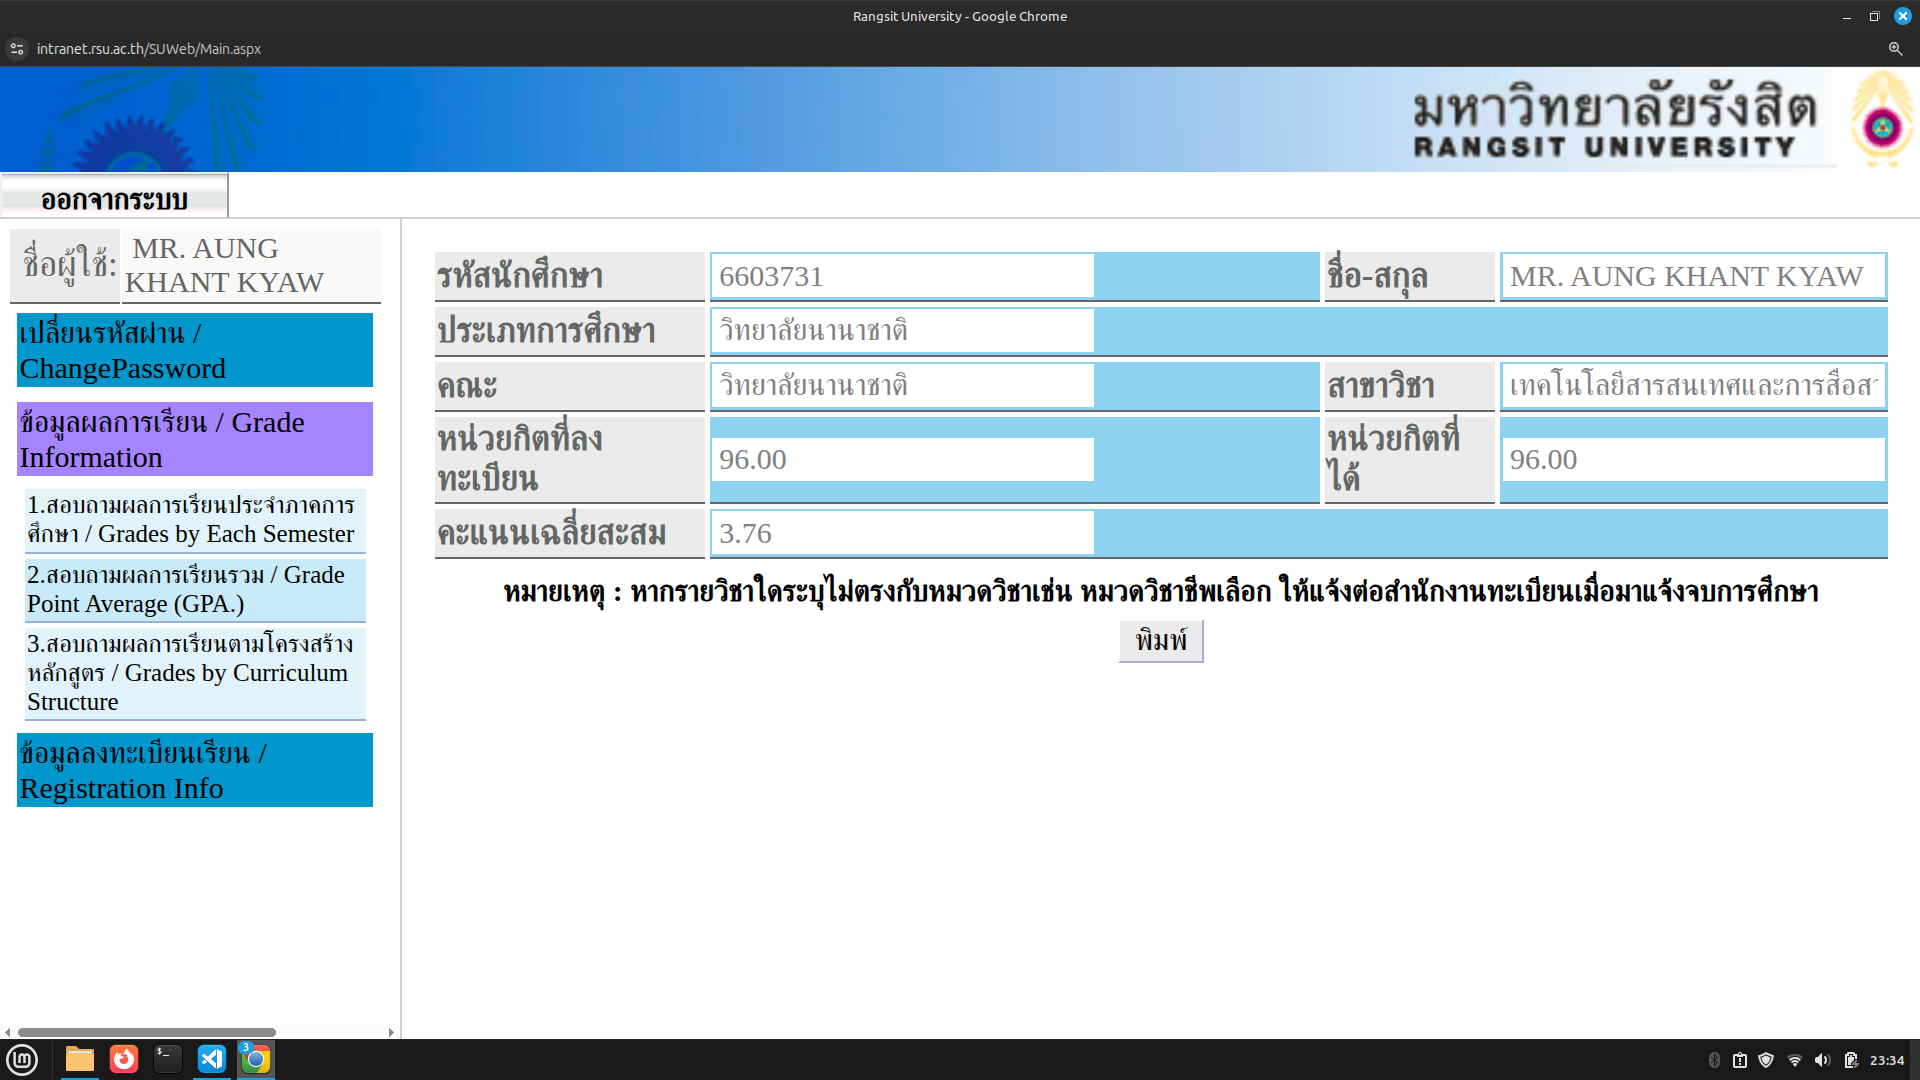 Rangsit University - Google Chrome
intranet.rsu.ac.th/SUWeb/Main.aspx
มหาวิทยาลัยรังสิต
RANGSIT UNIVERSITY
ออกจากระบบ
ชื่อผู้ใช้: MR. AUNG
KHANT KYAW
เปลี่ยนรหัสผ่าน /
ChangePassword
ข้อมูลผลการเรียน / Grade
Information
1.สอบถามผลการเรียนประจำภาคการ
ศึกษา / Grades by Each Semester
2.สอบถามผลการเรียนรวม / Grade
Point Average (GPA.)
3.สอบถามผลการเรียนตามโครงสร้าง
หลักสูตร / Grades by Curriculum
Structure
ข้อมูลลงทะเบียนเรียน /
Registration Info
รหัสนักศึกษา 6603731 ชื่อ-สกุล MR. AUNG KHANT KYAW
ประเภทการศึกษา วิทยาลัยนานาชาติ
คณะ วิทยาลัยนานาชาติ สาขาวิชา เทคโนโลยีสารสนเทศและการสื่อสา
หน่วยกิตที่ลง
ทะเบียน 96.00
หน่วยกิตที่
ได้ 96.00
คะแนนเฉลี่ยสะสม 3.76
หมายเหตุ : หากรายวิชาใดระบุไม่ตรงกับหมวดวิชาเช่น หมวดวิชาชีพเลือก ให้แจ้งต่อสำนักงานทะเบียนเมื่อมาแจ้งจบการศึกษา
พิมพ์
3
23:34